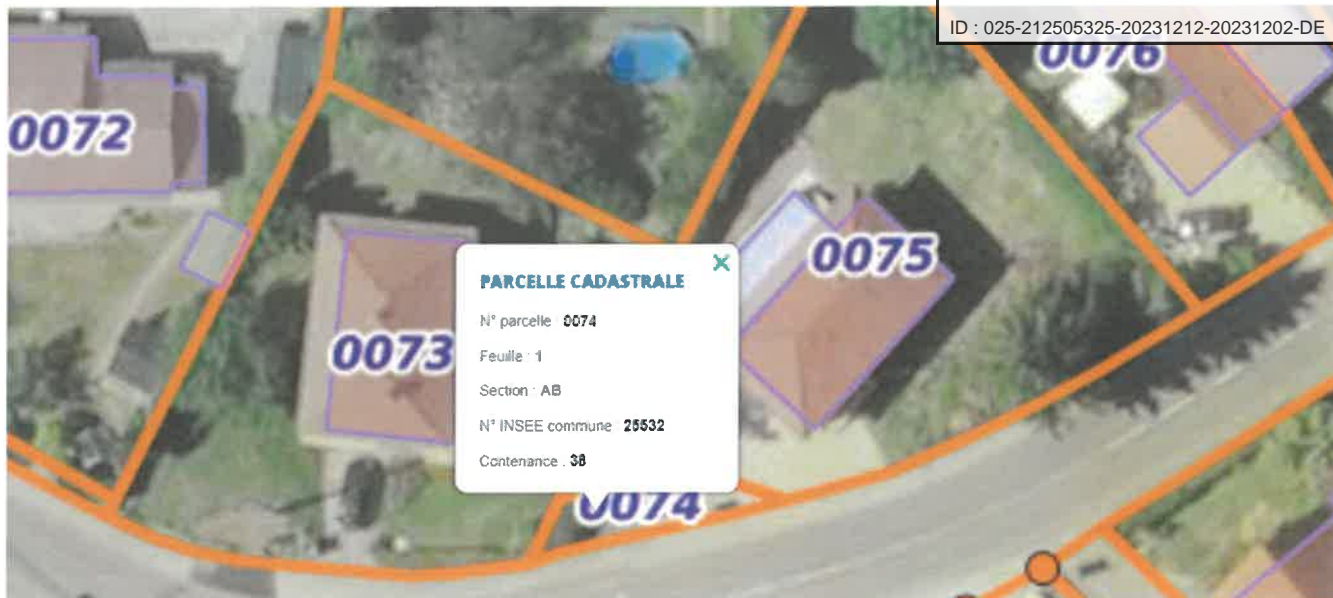 ID : 025-212505325-20231212-20231202-DE
0076
0072
0075
PARCELLE CADASTRALE
N° parcelle : 0074
Feuille : 1
0073
Section : AB
N° INSEE commune : 25532
Contenance : 38
0074